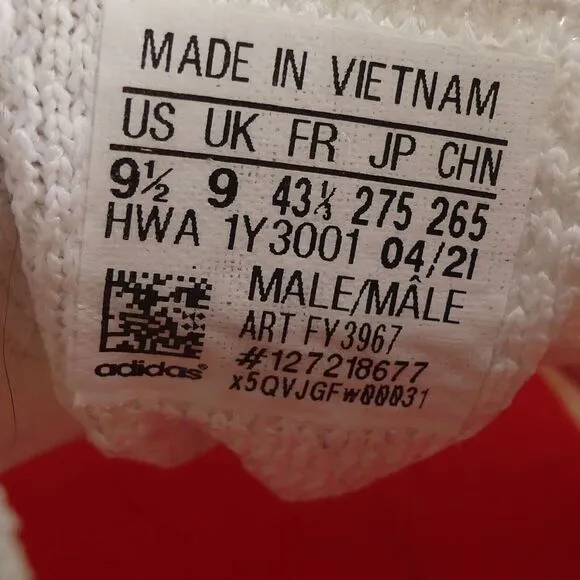 MADE IN VIETNAM
US UK FR JP CHN
9½ 9 43⅓ 275 265
HWA 1Y3001 04/21
MALE/MÂLE
ART FY3967
#127218677
x5QVJGFw00031
adidas